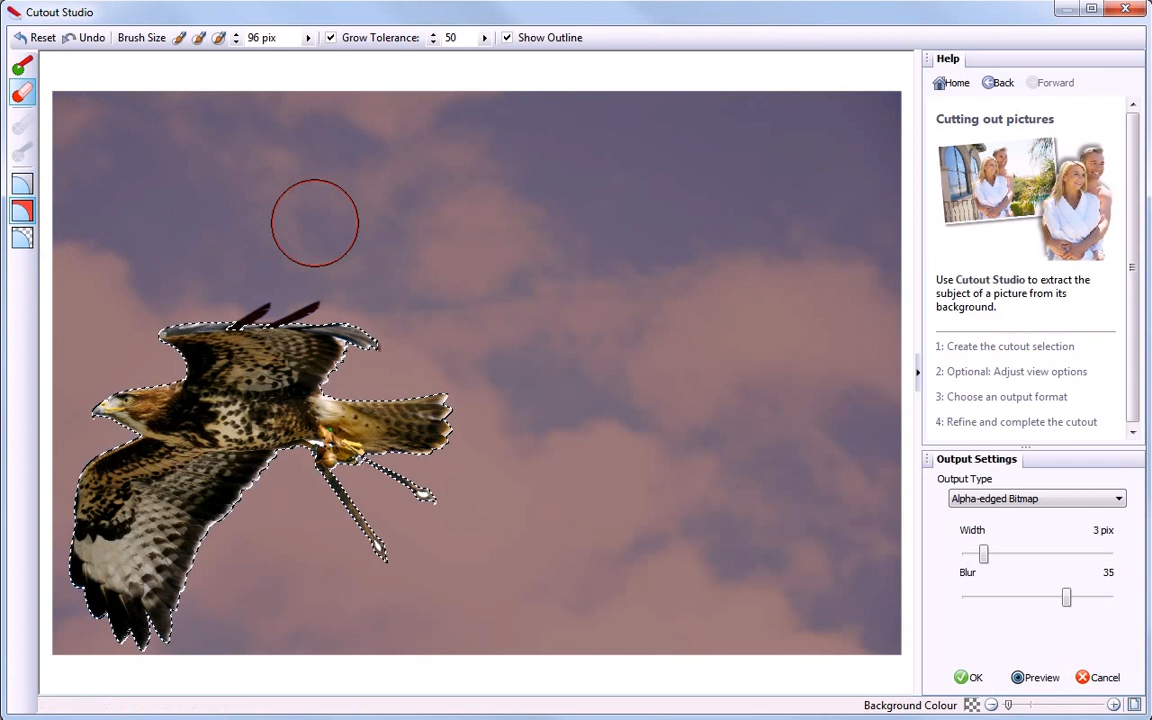 Cutout Studio
Reset Undo Brush Size 96 pix Grow Tolerance: 50 Show Outline
Help
Home Back Forward
Cutting out pictures
Use Cutout Studio to extract the
subject of a picture from its
background.
1: Create the cutout selection
2: Optional: Adjust view options
3: Choose an output format
4: Refine and complete the cutout
Output Settings
Output Type
Alpha-edged Bitmap
Width 3 pix
Blur 35
OK Preview Cancel
Background Colour